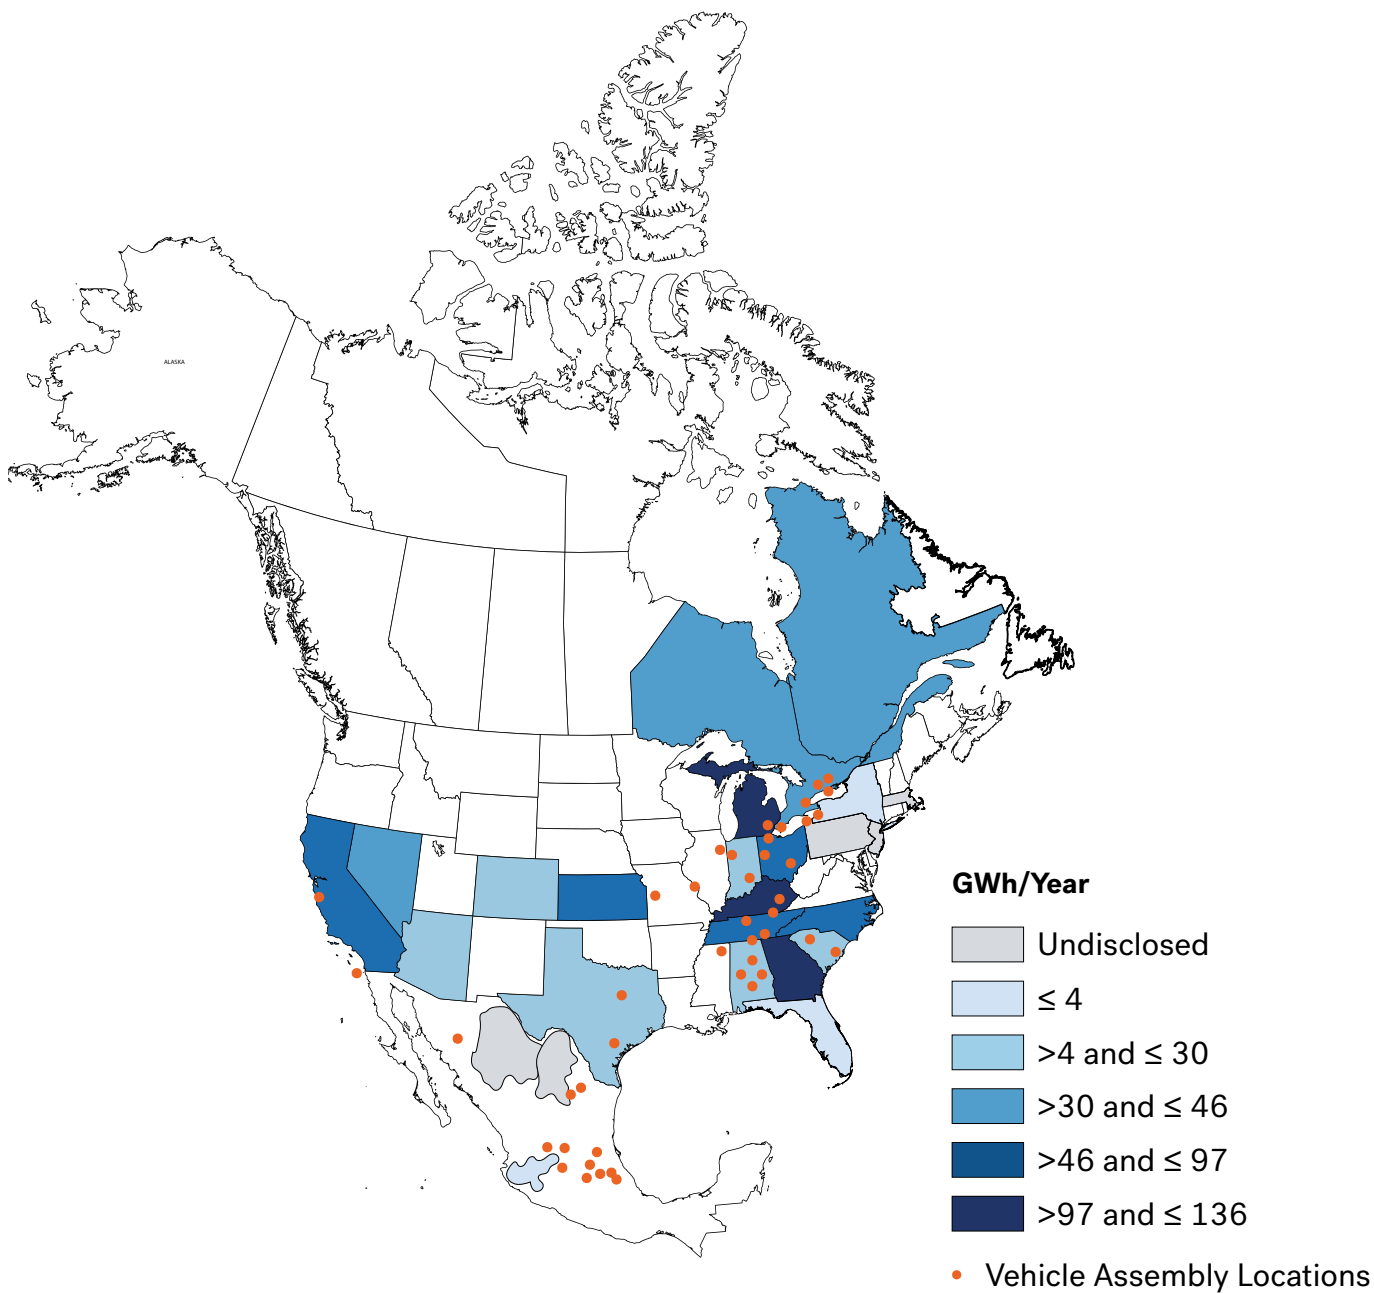 ALASKA
GWh/Year
Undisclosed
≤ 4
>4 and ≤ 30
>30 and ≤ 46
>46 and ≤ 97
>97 and ≤ 136
Vehicle Assembly Locations